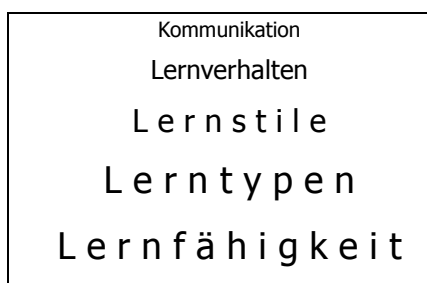 Kommunikation
Lernverhalten
Lernstile
Lerntypen
Lernfähigkeit